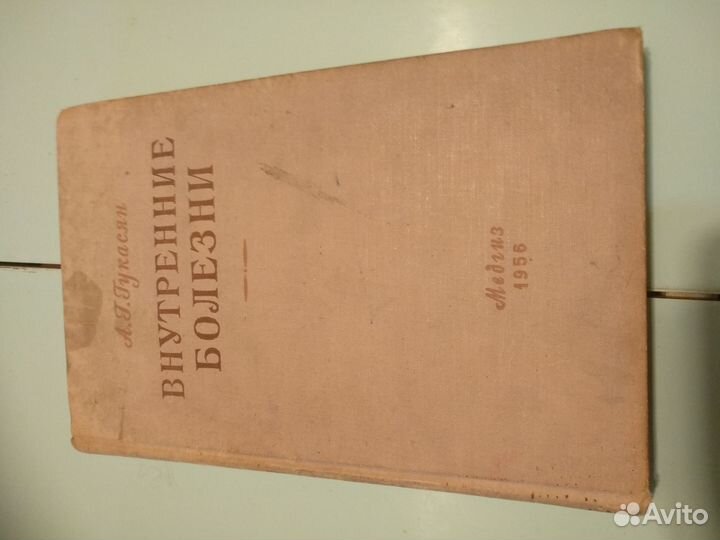 А.Г.Гукасян
ВНУТРЕННИЕ
БОЛЕЗНИ
Медгиз
1956
Avito